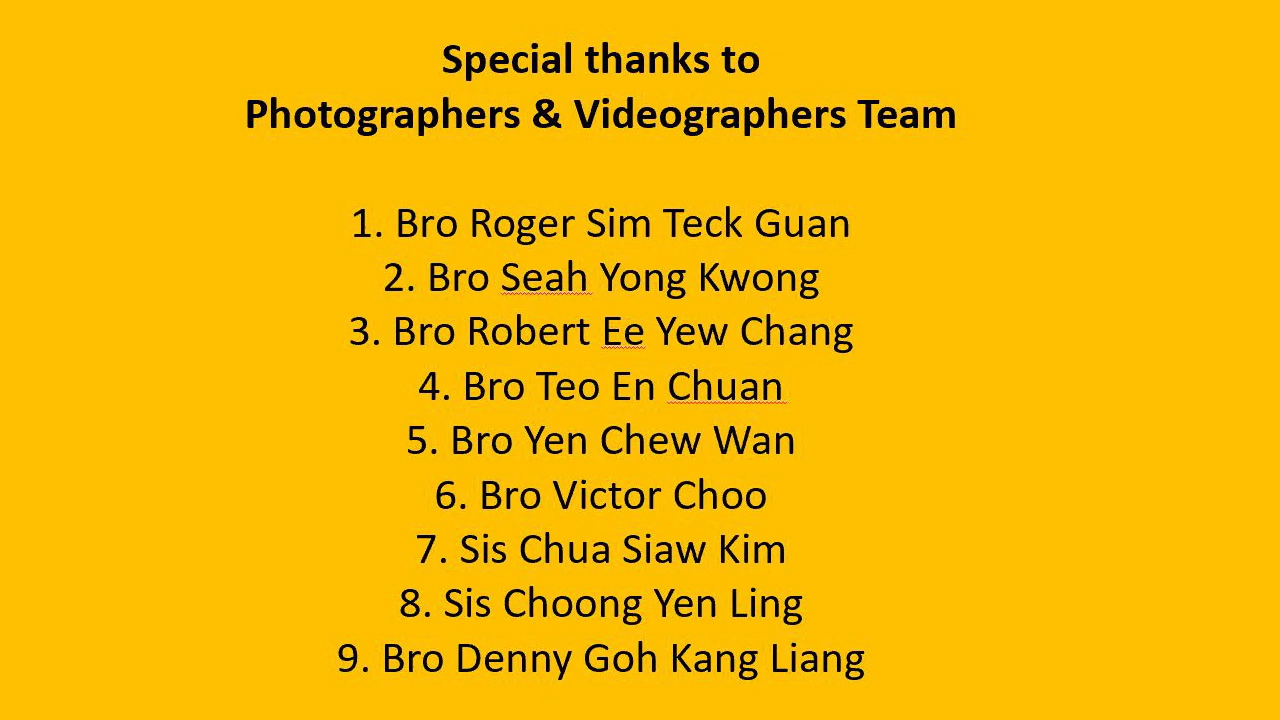 Special thanks to
Photographers & Videographers Team
1. Bro Roger Sim Teck Guan
2. Bro Seah Yong Kwong
3. Bro Robert Ee Yew Chang
4. Bro Teo En Chuan
5. Bro Yen Chew Wan
6. Bro Victor Choo
7. Sis Chua Siaw Kim
8. Sis Choong Yen Ling
9. Bro Denny Goh Kang Liang